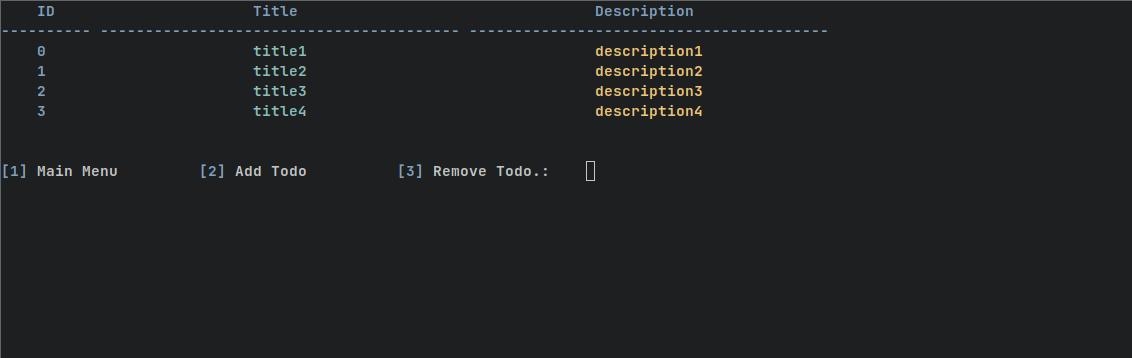 ID Title Description
---------- ---------------------------------------- ----------------------------------------
0 title1 description1
1 title2 description2
2 title3 description3
3 title4 description4
[1] Main Menu [2] Add Todo [3] Remove Todo.: